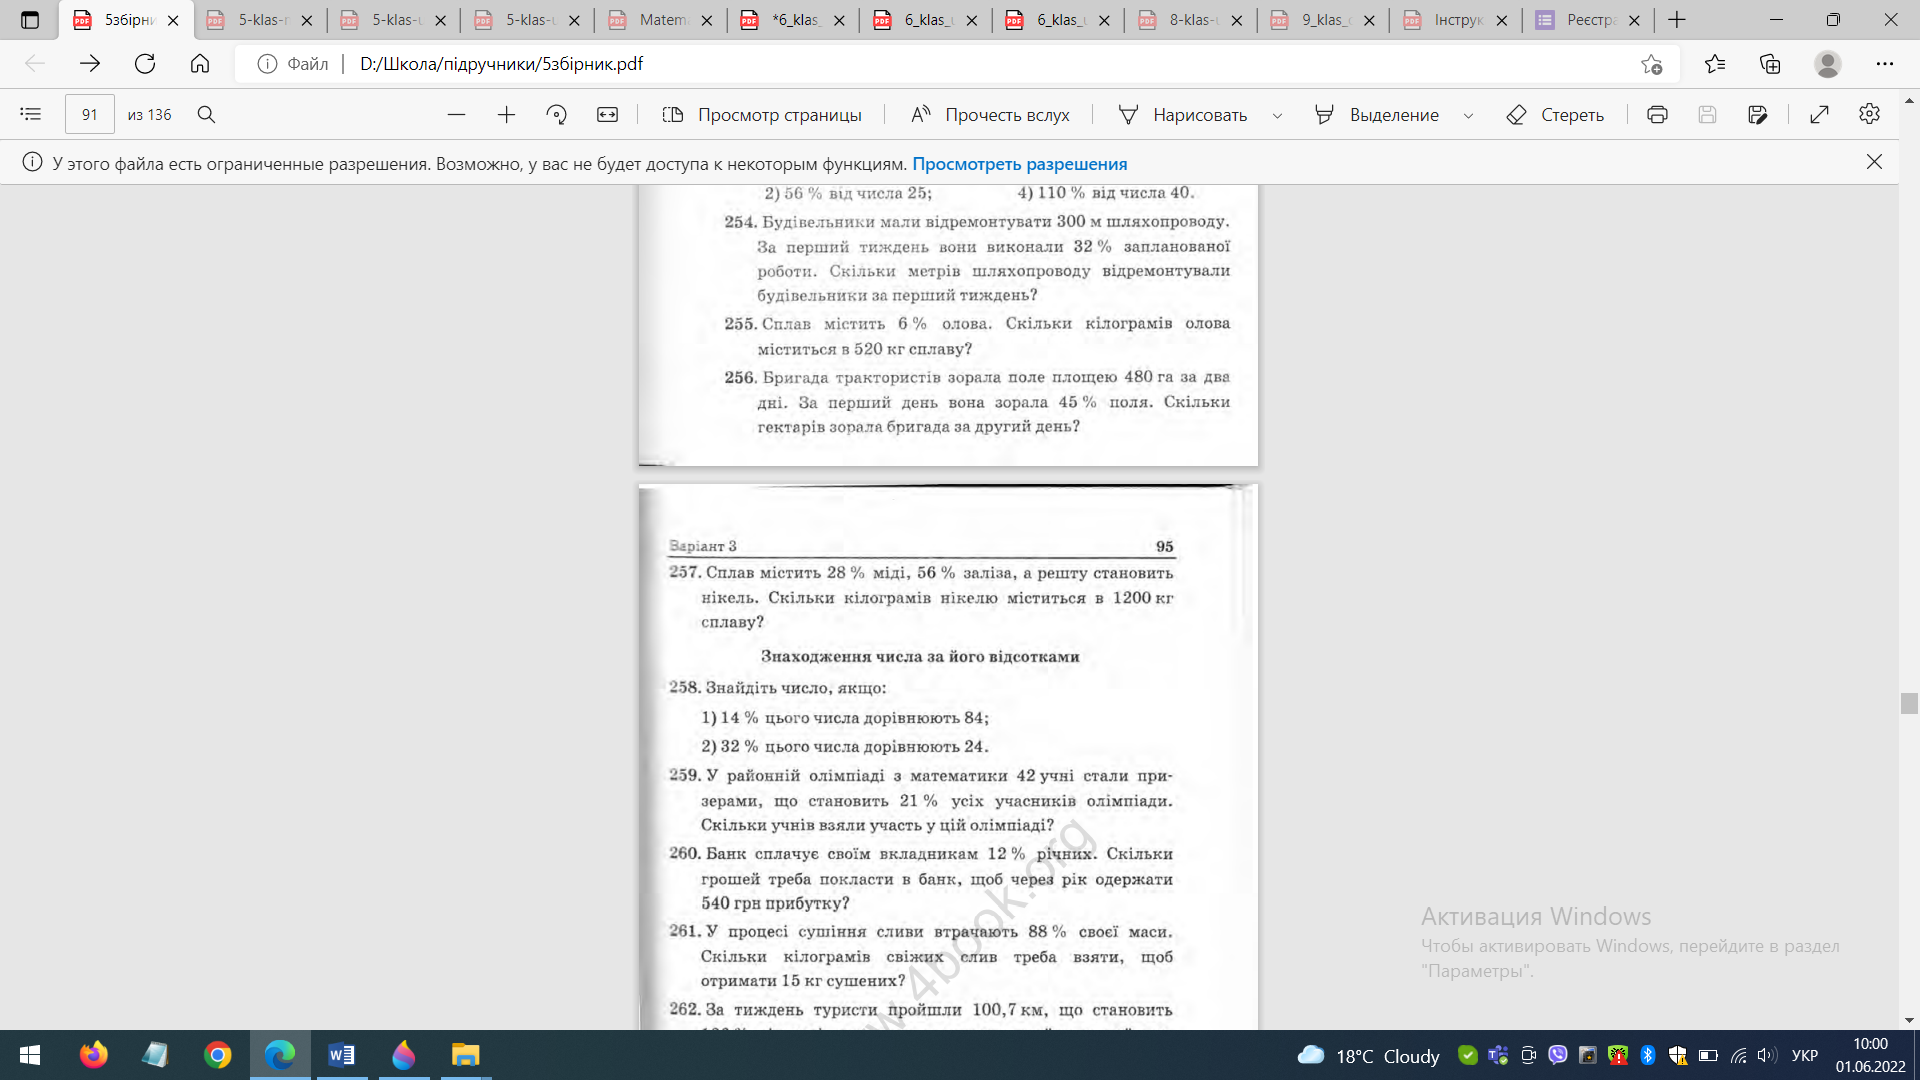 5збірн
5-klas-п
5-klas-u
5-klas-u
Matem
*6_klas_
6_klas_u
6_klas_u
8-klas-u
9_klas_
Інструк
Реєстра
Файл D:/Школа/підручники/5збірник.pdf
91 из 136 Просмотр страницы Прочесть вслух Нарисовать Выделение Стереть
У этого файла есть ограниченные разрешения. Возможно, у вас не будет доступа к некоторым функциям. Просмотреть разрешения
2) 56 % від числа 25; 4) 110 % від числа 40.
254. Будівельники мали відремонтувати 300 м шляхопроводу.
За перший тиждень вони виконали 32 % запланованої
роботи. Скільки метрів шляхопроводу відремонтували
будівельники за перший тиждень?
255. Сплав містить 6 % олова. Скільки кілограмів олова
міститься в 520 кг сплаву?
256. Бригада трактористів зорала поле площею 480 га за два
дні. За перший день вона зорала 45 % поля. Скільки
гектарів зорала бригада за другий день?
Варіант 3 95
257. Сплав містить 28 % міді, 56 % заліза, а решту становить
нікель. Скільки кілограмів нікелю міститься в 1200 кг
сплаву?
Знаходження числа за його відсотками
258. Знайдіть число, якщо:
1) 14 % цього числа дорівнюють 84;
2) 32 % цього числа дорівнюють 24.
259. У районній олімпіаді з математики 42 учні стали при-
зерами, що становить 21 % усіх учасників олімпіади.
Скільки учнів взяли участь у цій олімпіаді?
260. Банк сплачує своїм вкладникам 12 % річних. Скільки
грошей треба покласти в банк, щоб через рік одержати
540 грн прибутку?
261. У процесі сушіння сливи втрачають 88 % своєї маси.
Скільки кілограмів свіжих слив треба взяти, щоб
отримати 15 кг сушених?
262. За тиждень туристи пройшли 100,7 км, що становить
w.4book.org
Активация Windows
Чтобы активировать Windows, перейдите в раздел
"Параметры".
18°C Cloudy
УКР
10:00
01.06.2022